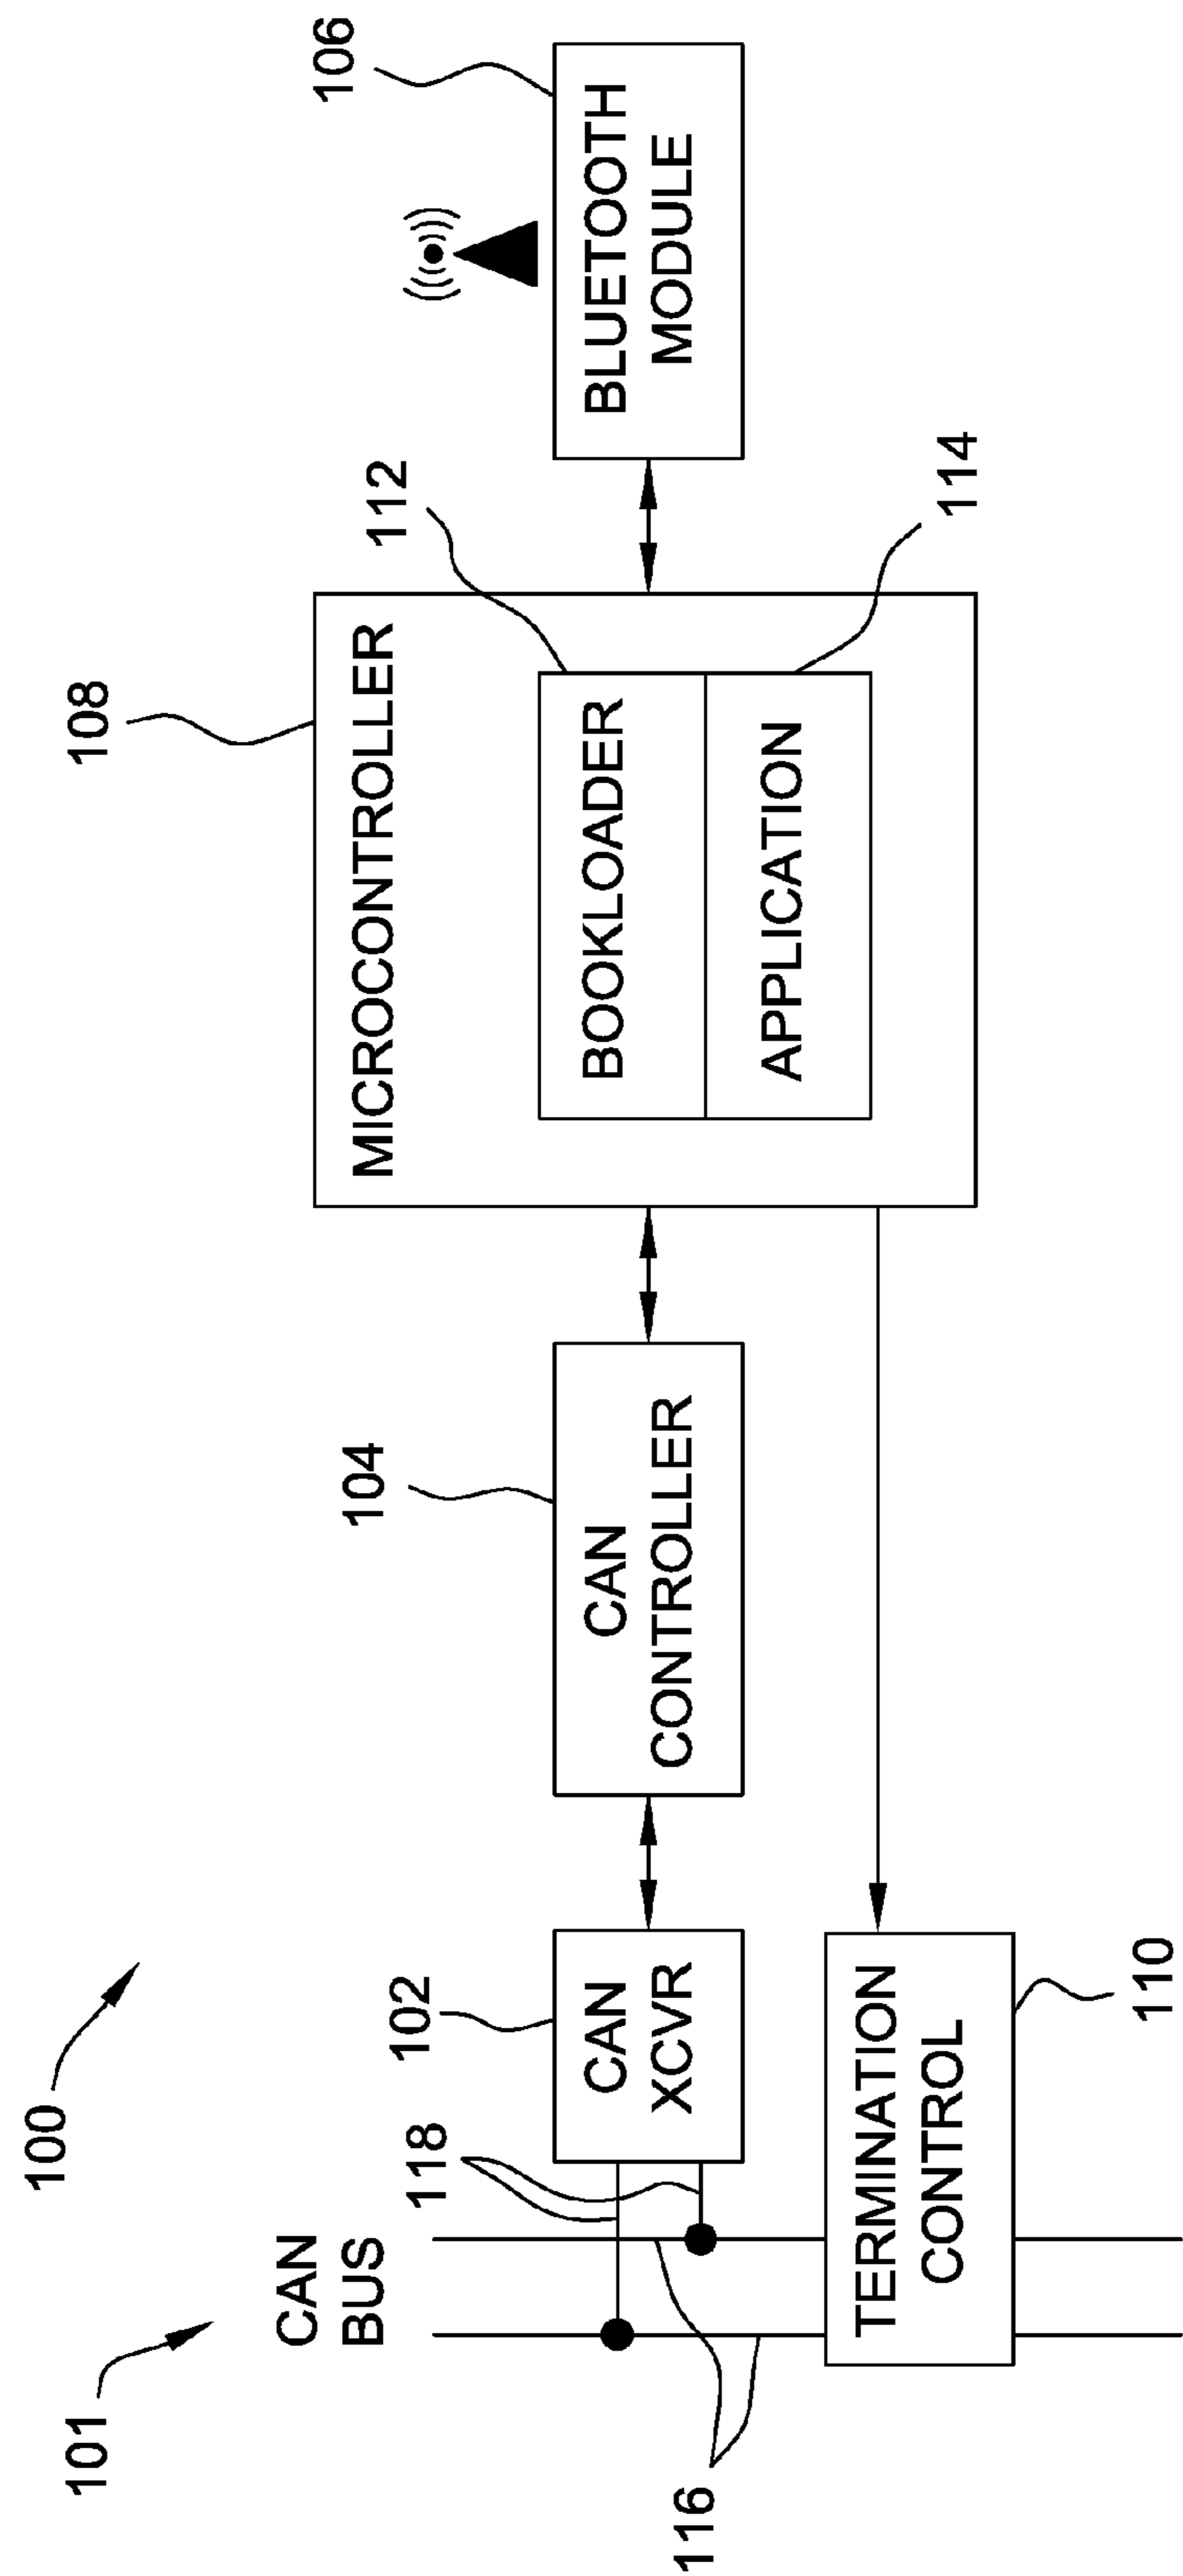 100
101
CAN
BUS
116
118
102
CAN
XCVR
TERMINATION
CONTROL
110
104
CAN
CONTROLLER
108
MICROCONTROLLER
112
BOOKLOADER
APPLICATION
114
106
BLUETOOTH
MODULE